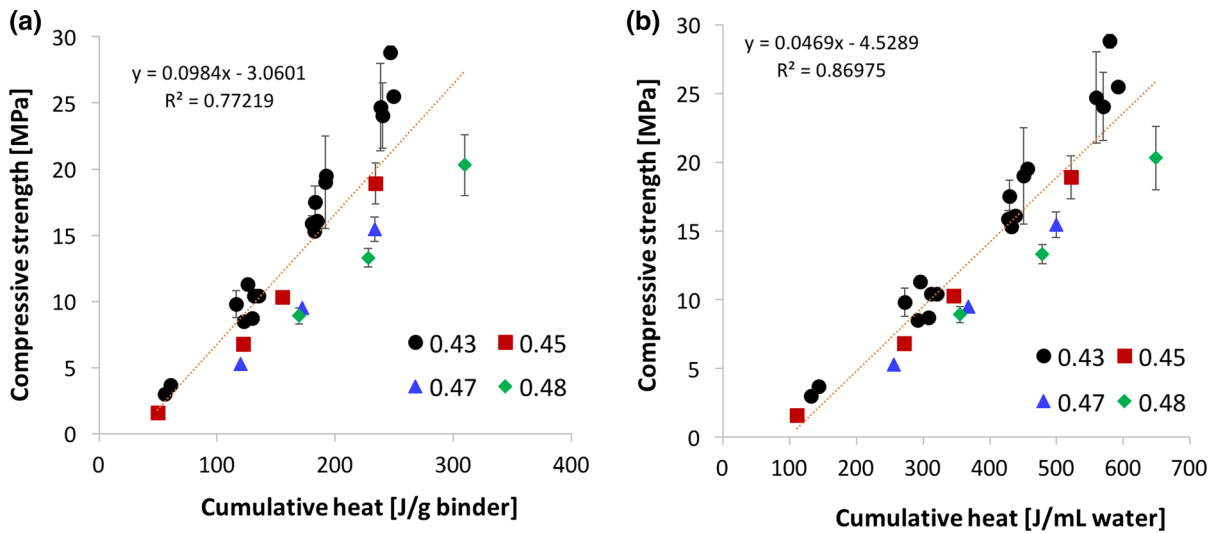 (a)
y = 0.0984x - 3.0601
R² = 0.77219
Compressive strength [MPa]
30
25
20
15
10
5
0
0 100 200 300 400
Cumulative heat [J/g binder]
0.43 0.45
0.47 0.48
(b)
y = 0.0469x - 4.5289
R² = 0.86975
Compressive strength [MPa]
30
25
20
15
10
5
0
0 100 200 300 400 500 600 700
Cumulative heat [J/mL water]
0.43 0.45
0.47 0.48